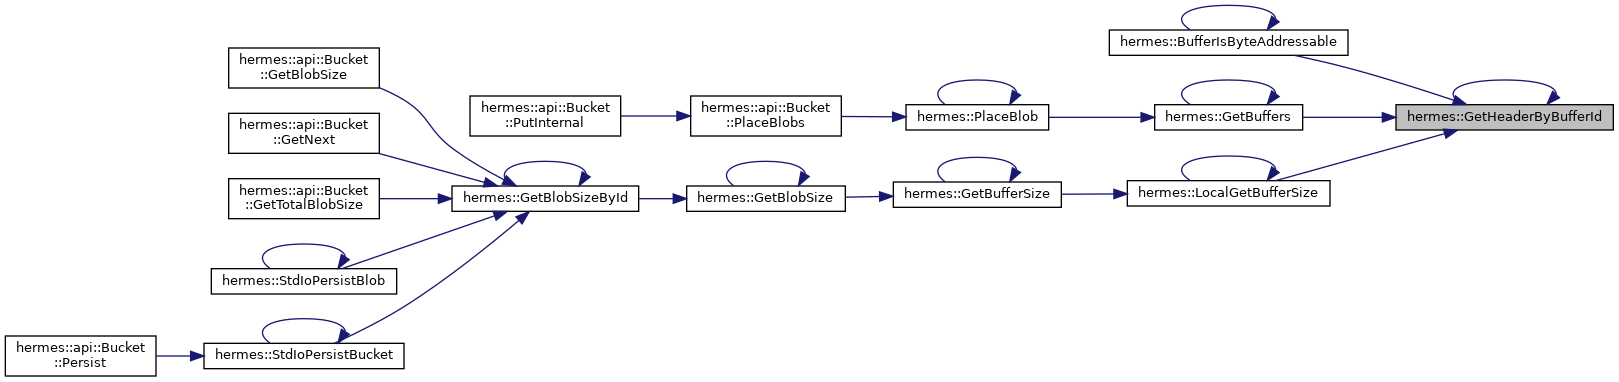 hermes::BufferIsByteAddressable
hermes::api::Bucket
::GetBlobSize
hermes::api::Bucket
::PutInternal
hermes::api::Bucket
::PlaceBlobs
hermes::PlaceBlob
hermes::GetBuffers
hermes::GetHeaderByBufferId
hermes::api::Bucket
::GetNext
hermes::api::Bucket
::GetTotalBlobSize
hermes::GetBlobSizeById
hermes::GetBlobSize
hermes::GetBufferSize
hermes::LocalGetBufferSize
hermes::StdIoPersistBlob
hermes::api::Bucket
::Persist
hermes::StdIoPersistBucket